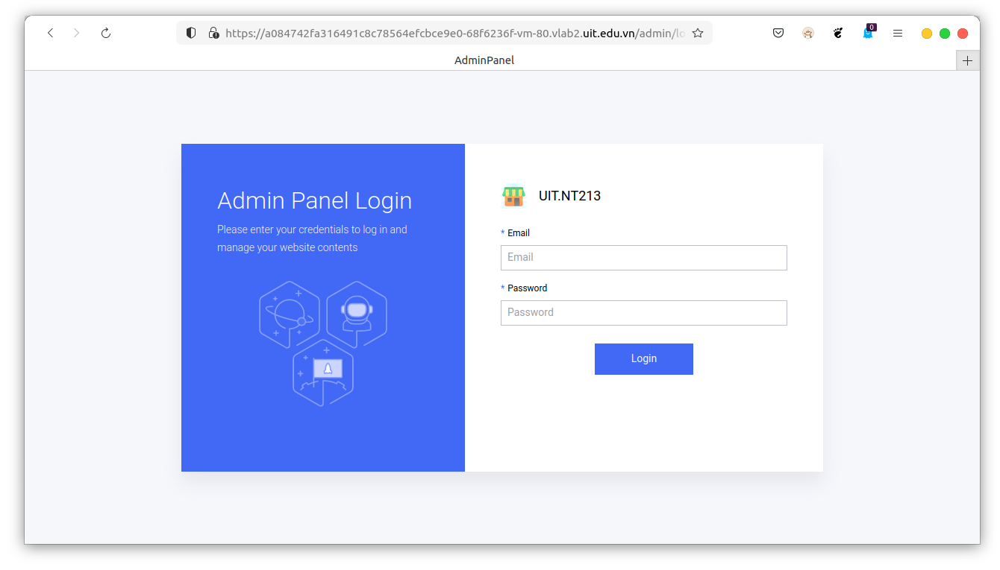 https://a084742fa316491c8c78564efcbce9e0-68f6236f-vm-80.vlab2.uit.edu.vn/admin/lo
0
AdminPanel
Admin Panel Login
Please enter your credentials to log in and
manage your website contents
UIT.NT213
* Email
Email
* Password
Password
Login